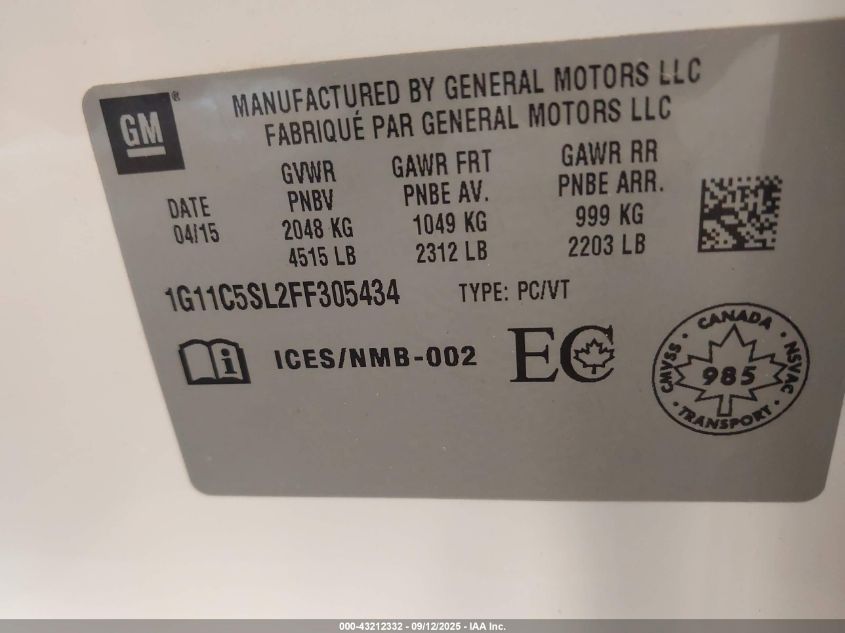 GM®
MANUFACTURED BY GENERAL MOTORS LLC
FABRIQUÉ PAR GENERAL MOTORS LLC
DATE
04/15
GVWR
PNBV
2048 KG
4515 LB
GAWR FRT
PNBE AV.
1049 KG
2312 LB
GAWR RR
PNBE ARR.
999 KG
2203 LB
1G11C5SL2FF305434 TYPE: PC/VT
i ICES/NMB-002 EC
CANADA
CMVSS · 985 · NSVAC
TRANSPORT
000-43212332 - 09/12/2025 - IAA Inc.